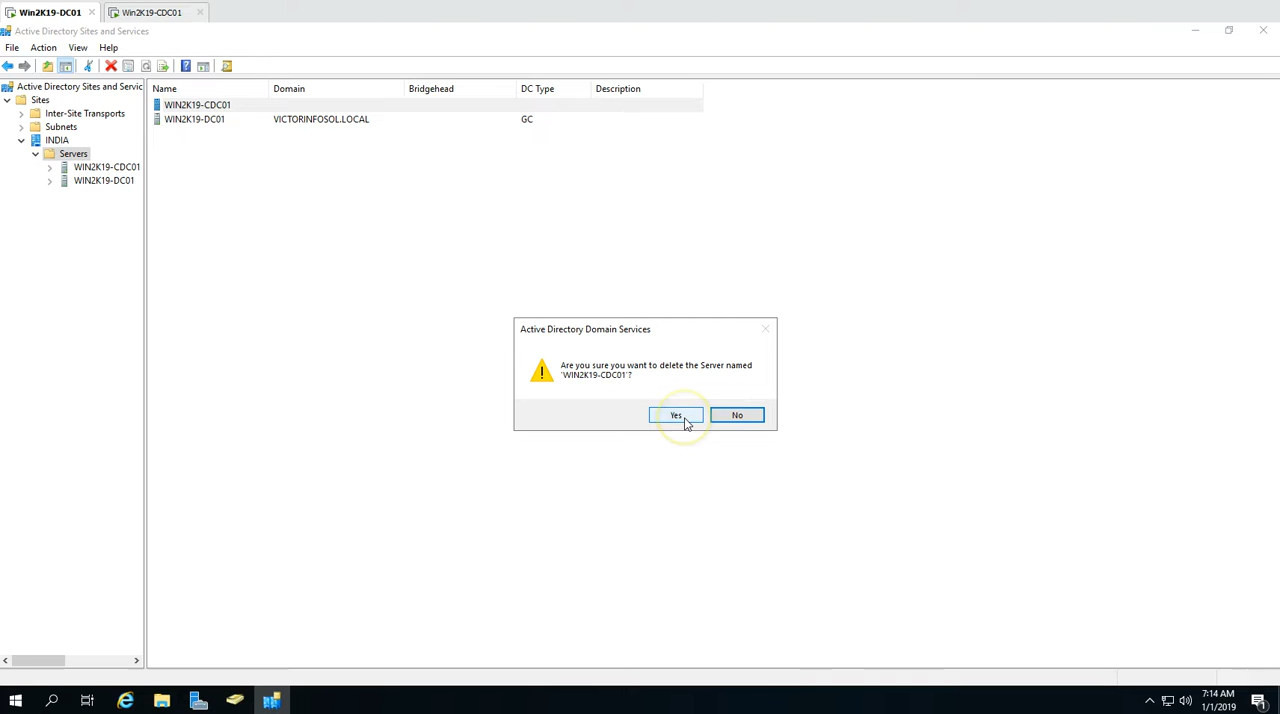 Win2K19-DC01
Win2K19-CDC01
Active Directory Sites and Services
File Action View Help
Active Directory Sites and Servic
Name Domain Bridgehead DC Type Description
Sites
WIN2K19-CDC01
Inter-Site Transports
WIN2K19-DC01 VICTORINFOSOL.LOCAL GC
Subnets
INDIA
Servers
WIN2K19-CDC01
WIN2K19-DC01
Active Directory Domain Services
Are you sure you want to delete the Server named
'WIN2K19-CDC01'?
Yes No
7:14 AM
1/1/2019
1